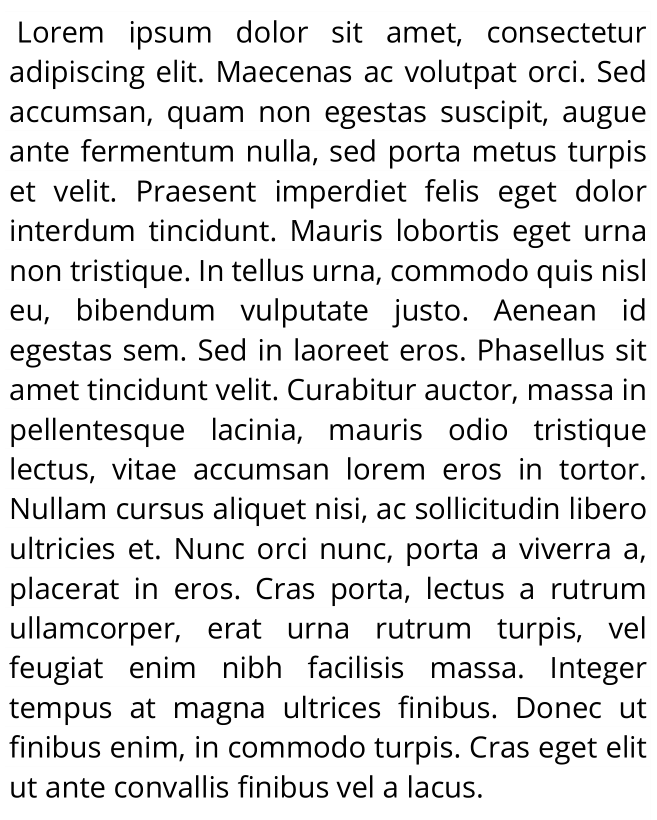 Lorem ipsum dolor sit amet, consectetur
adipiscing elit. Maecenas ac volutpat orci. Sed
accumsan, quam non egestas suscipit, augue
ante fermentum nulla, sed porta metus turpis
et velit. Praesent imperdiet felis eget dolor
interdum tincidunt. Mauris lobortis eget urna
non tristique. In tellus urna, commodo quis nisl
eu, bibendum vulputate justo. Aenean id
egestas sem. Sed in laoreet eros. Phasellus sit
amet tincidunt velit. Curabitur auctor, massa in
pellentesque lacinia, mauris odio tristique
lectus, vitae accumsan lorem eros in tortor.
Nullam cursus aliquet nisi, ac sollicitudin libero
ultricies et. Nunc orci nunc, porta a viverra a,
placerat in eros. Cras porta, lectus a rutrum
ullamcorper, erat urna rutrum turpis, vel
feugiat enim nibh facilisis massa. Integer
tempus at magna ultrices finibus. Donec ut
finibus enim, in commodo turpis. Cras eget elit
ut ante convallis finibus vel a lacus.